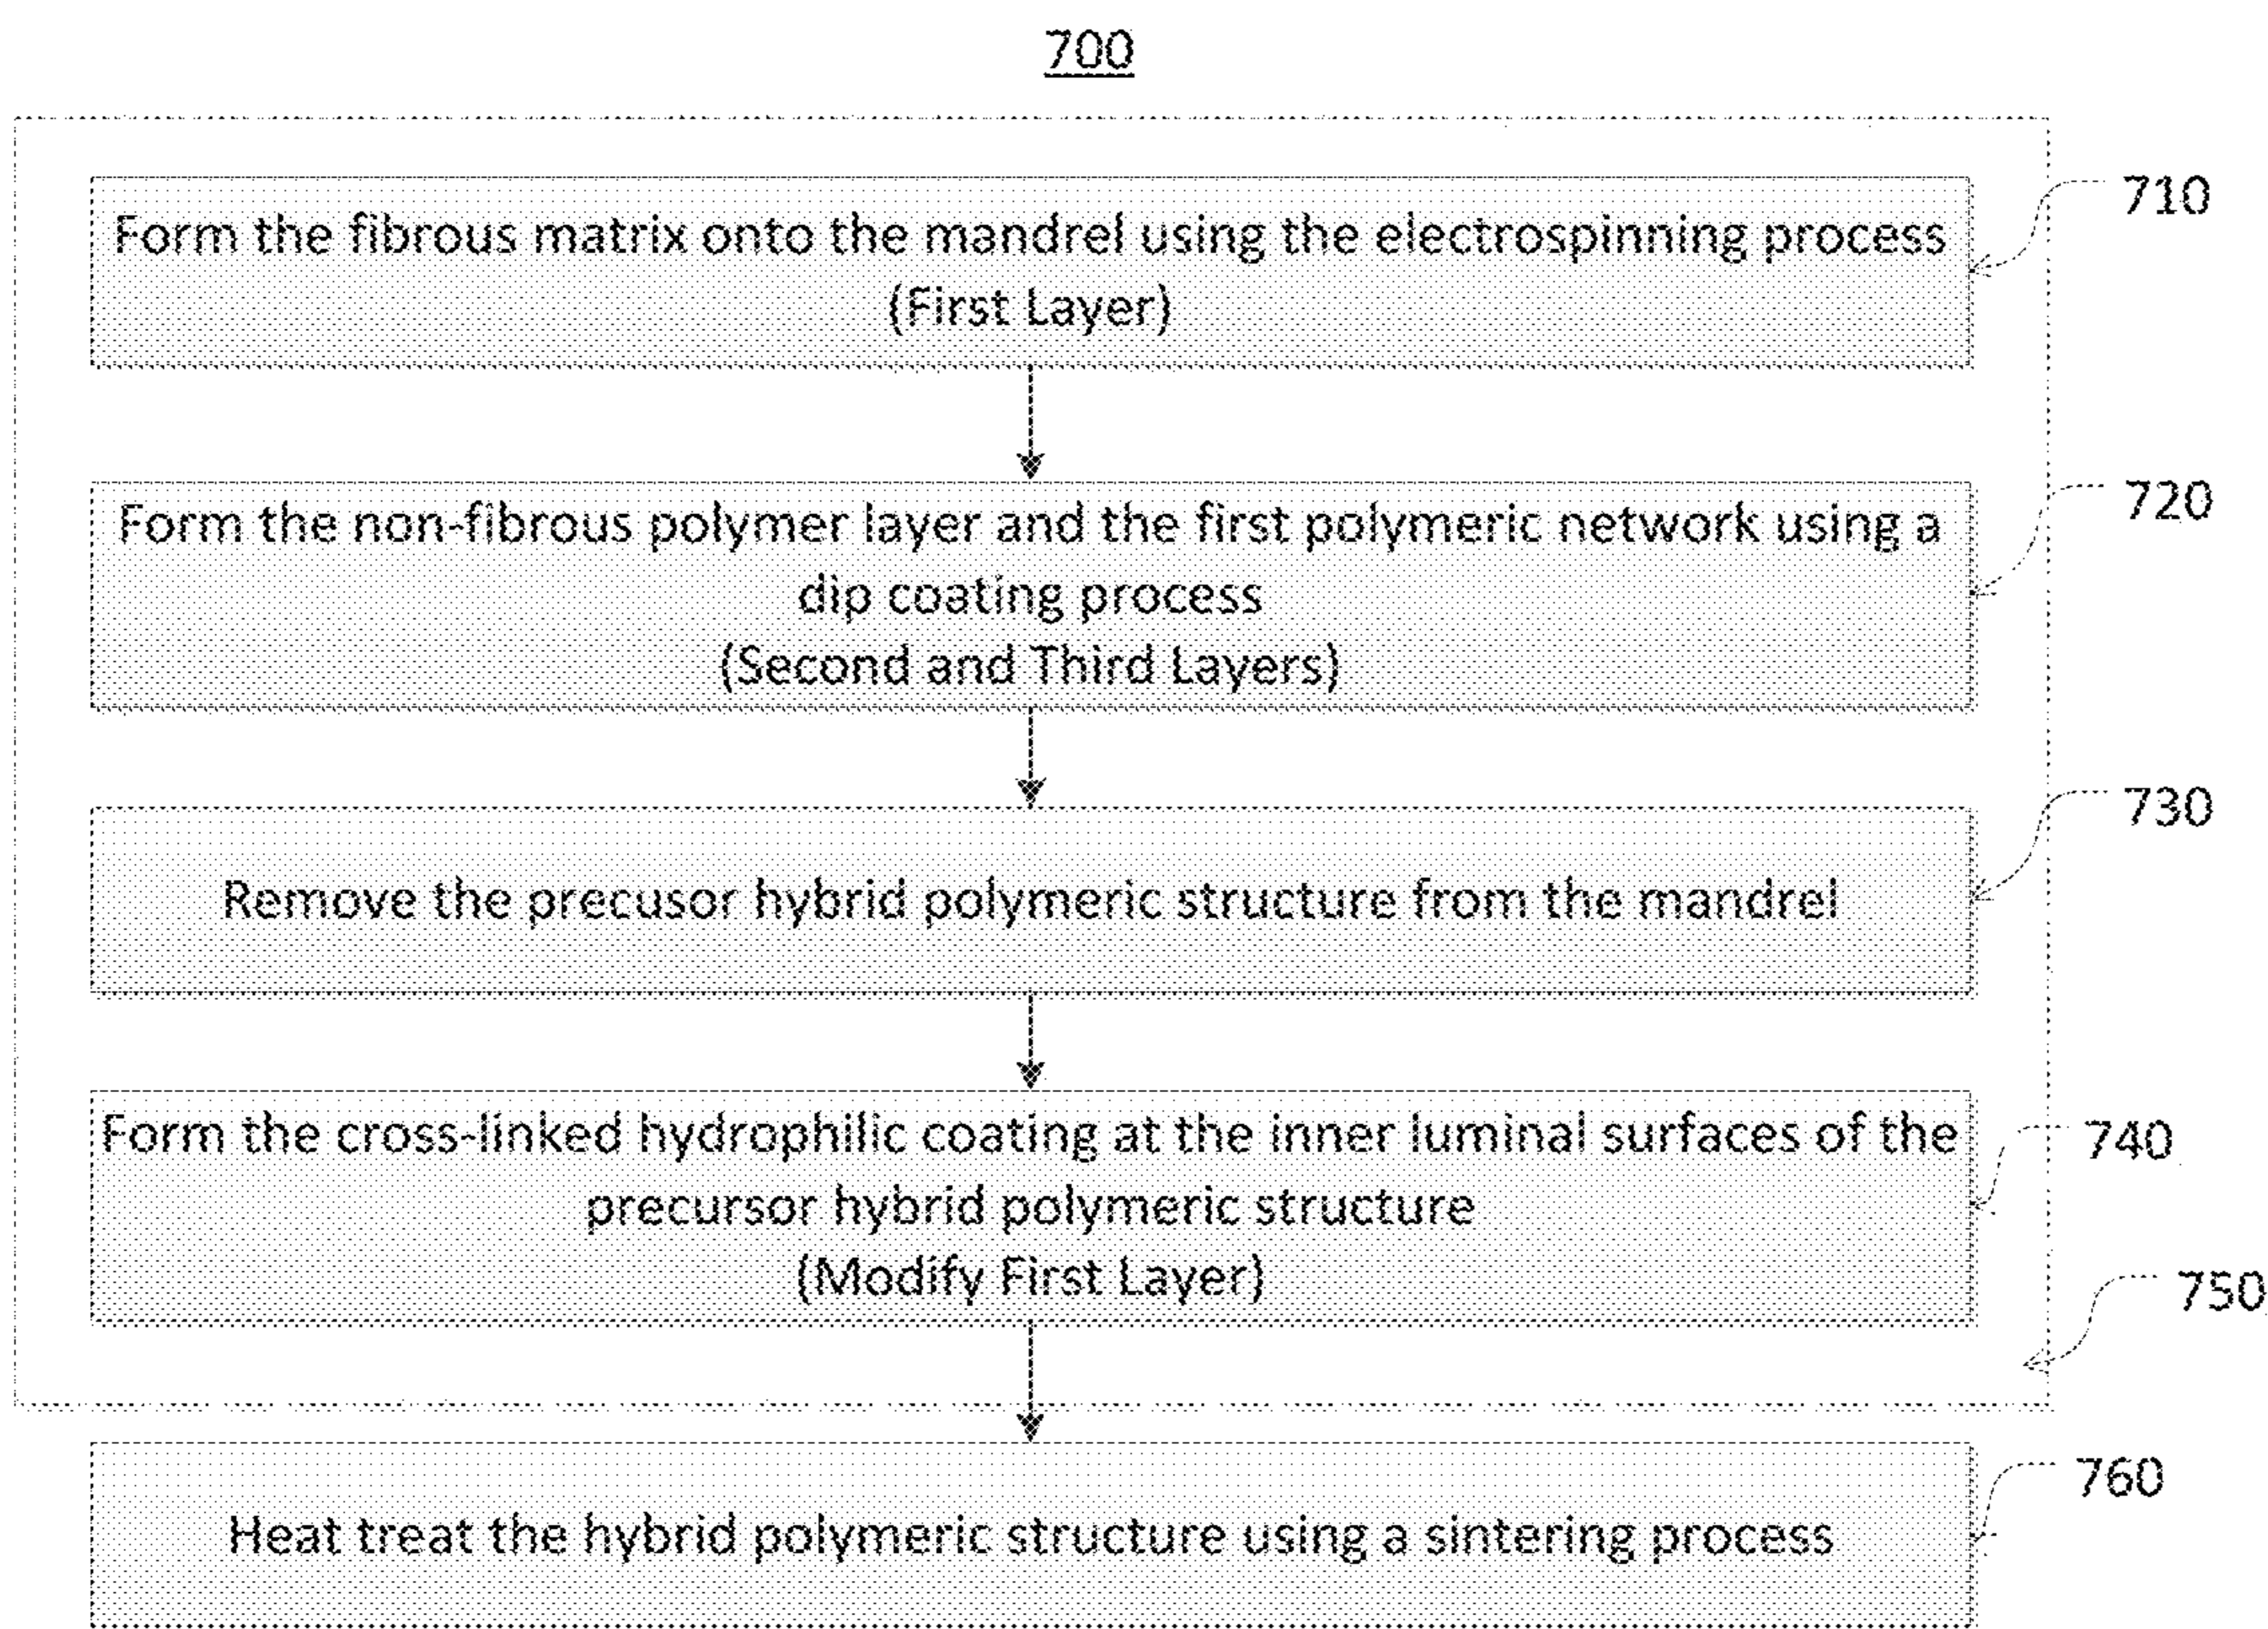 700
Form the fibrous matrix onto the mandrel using the electrospinning process
(First Layer)
710
Form the non-fibrous polymer layer and the first polymeric network using a
dip coating process
(Second and Third Layers)
720
Remove the precusor hybrid polymeric structure from the mandrel
730
Form the cross-linked hydrophilic coating at the inner luminal surfaces of the
precursor hybrid polymeric structure
(Modify First Layer)
740
750
Heat treat the hybrid polymeric structure using a sintering process
760